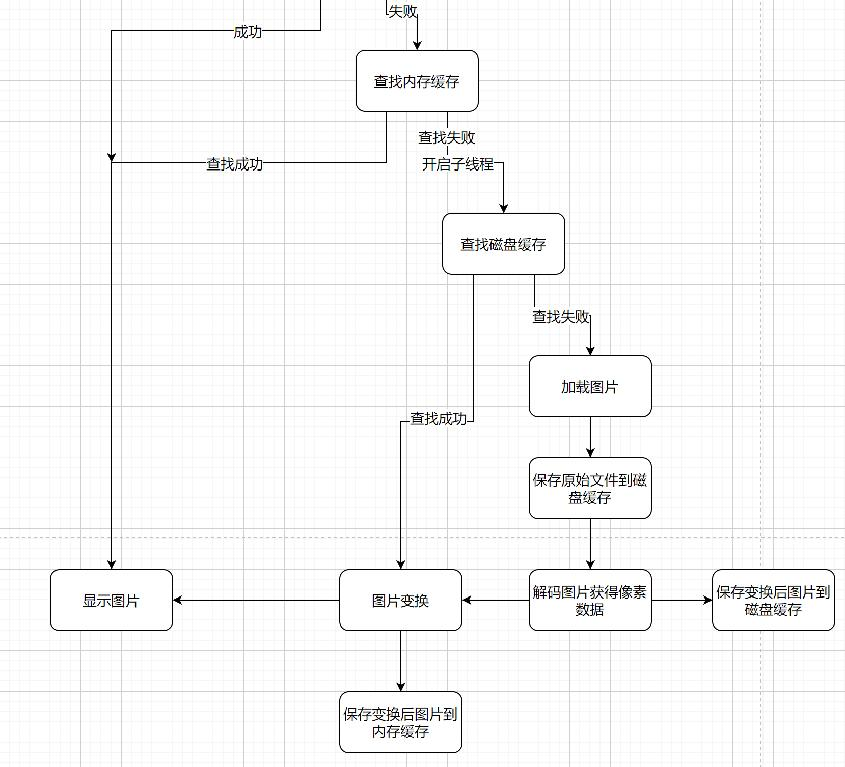 失败
成功
查找内存缓存
查找失败
查找成功
开启子线程
查找磁盘缓存
查找失败
加载图片
查找成功
保存原始文件到磁
盘缓存
显示图片
图片变换
解码图片获得像素
数据
保存变换后图片到
磁盘缓存
保存变换后图片到
内存缓存